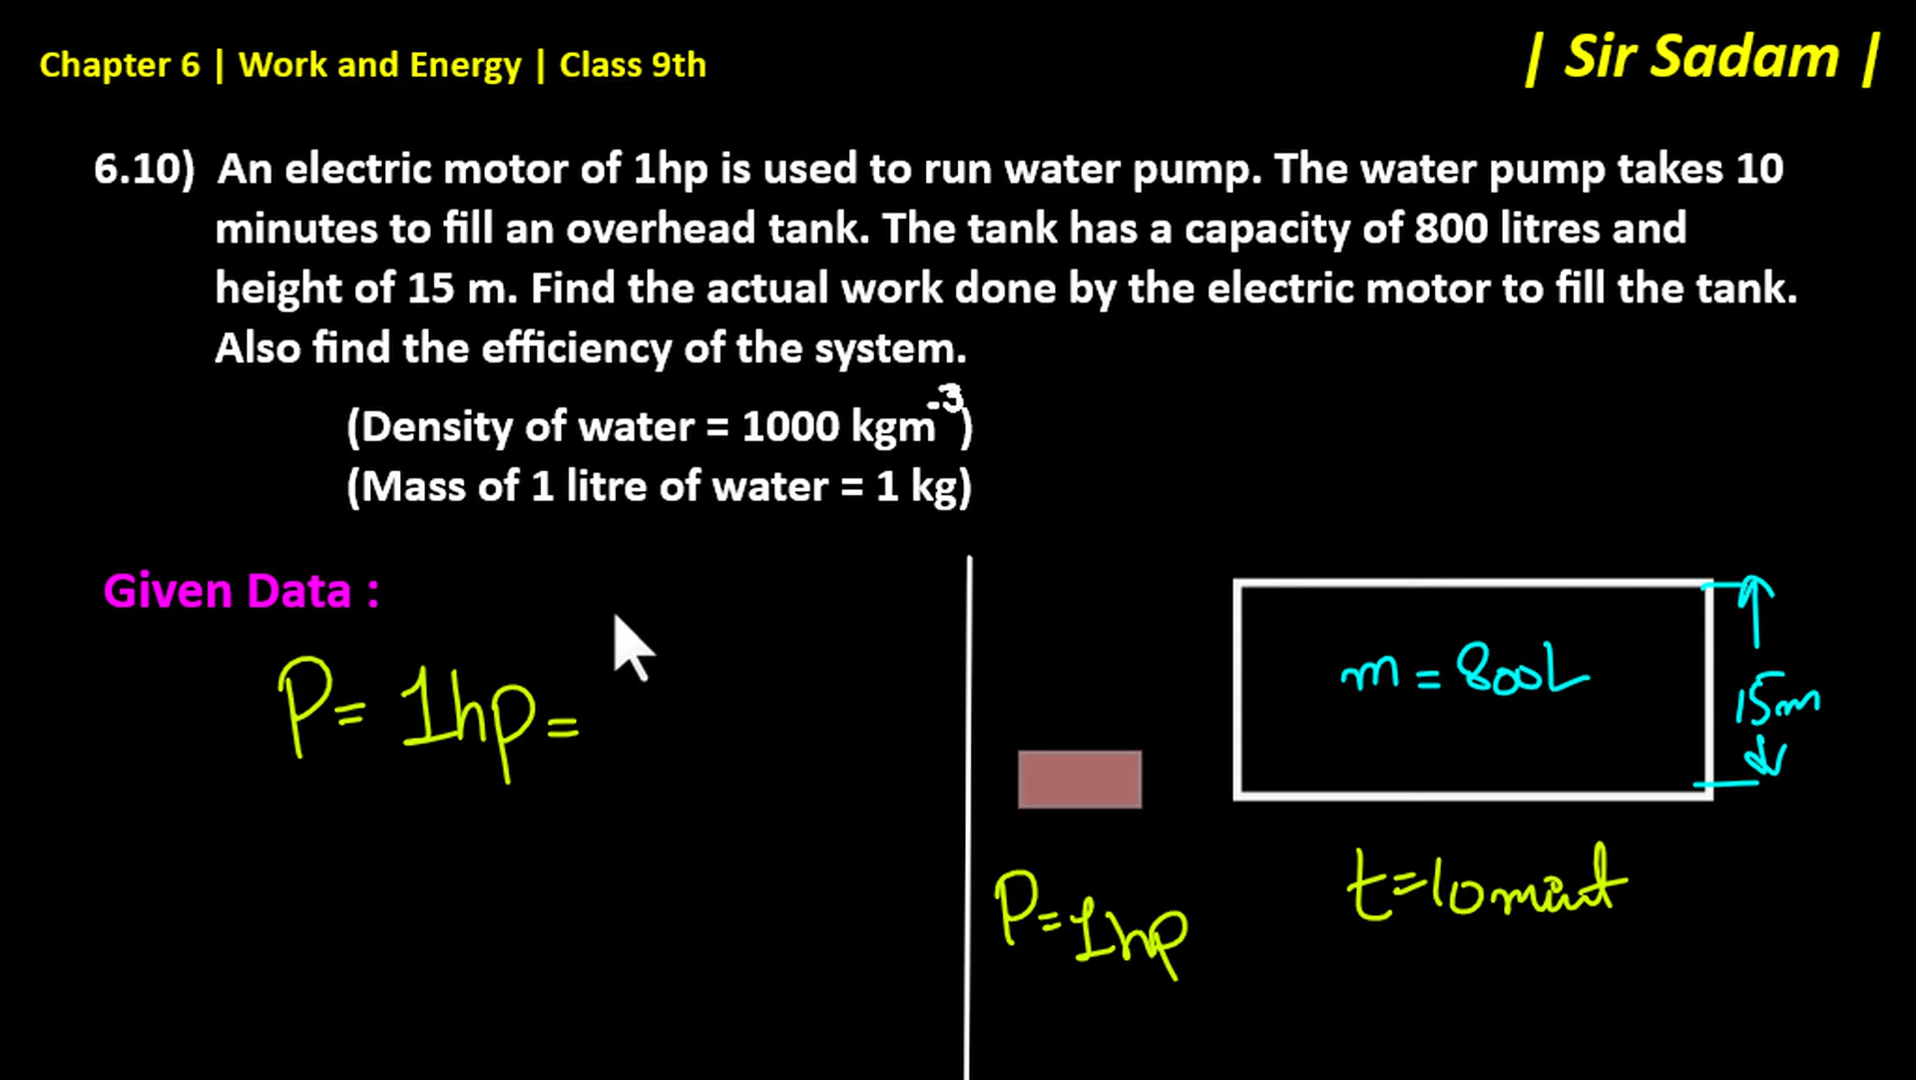 Chapter 6 | Work and Energy | Class 9th
| Sir Sadam |
6.10) An electric motor of 1hp is used to run water pump. The water pump takes 10
minutes to fill an overhead tank. The tank has a capacity of 800 litres and
height of 15 m. Find the actual work done by the electric motor to fill the tank.
Also find the efficiency of the system.
(Density of water = 1000 kgm⁻³)
(Mass of 1 litre of water = 1 kg)
Given Data :
P = 1hp =
m = 800L
15m
P = 1hp
t = 10 minut